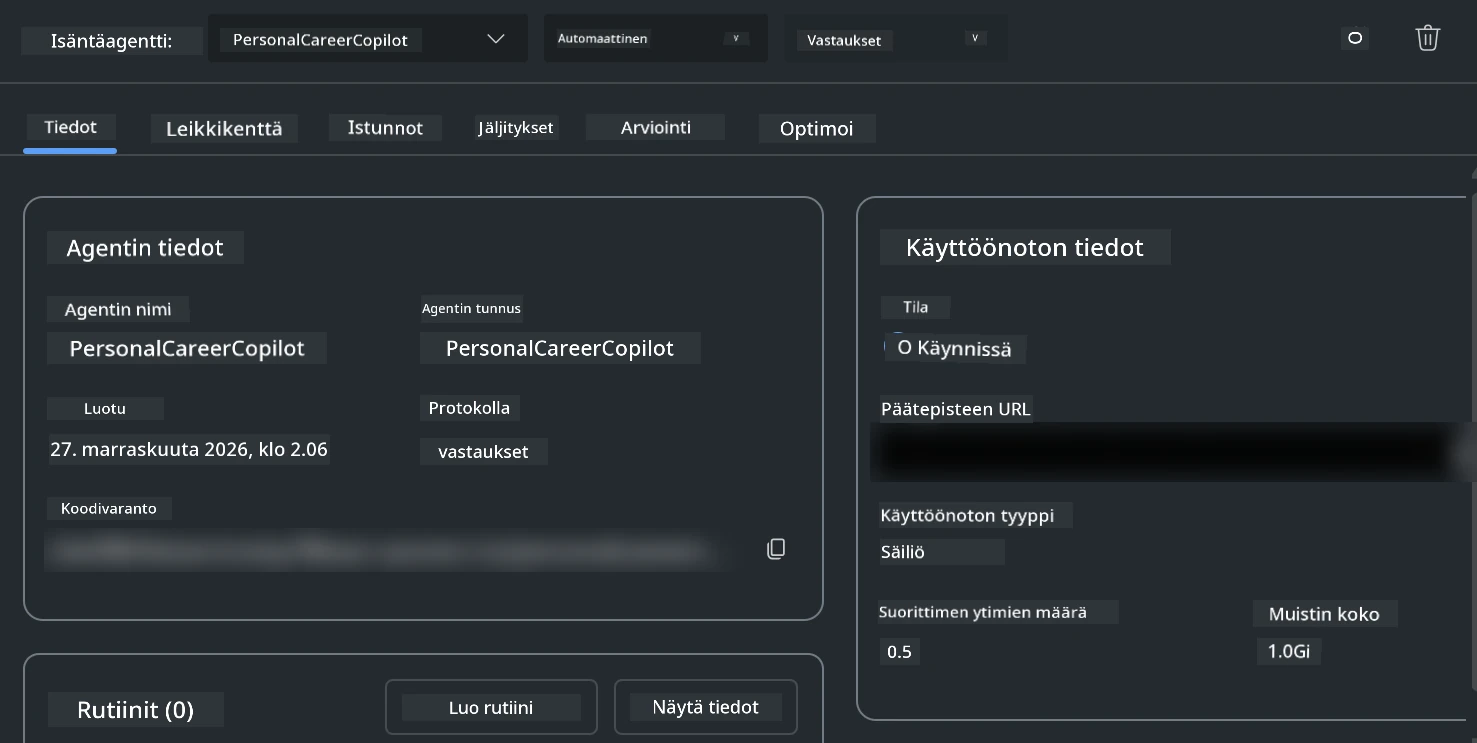 Isäntäagentti: PersonalCareerCopilot Automaattinen Vastaukset
Tiedot Leikkikenttä Istunnot Jäljitykset Arviointi Optimoi
Agentin tiedot
Agentin nimi Agentin tunnus
PersonalCareerCopilot PersonalCareerCopilot
Luotu Protokolla
27. marraskuuta 2026, klo 2.06 vastaukset
Koodivaranto
Rutiinit (0) Luo rutiini Näytä tiedot
Käyttöönoton tiedot
Tila
O Käynnissä
Päätepisteen URL
Käyttöönoton tyyppi
Säiliö
Suorittimen ytimien määrä Muistin koko
0.5 1.0Gi